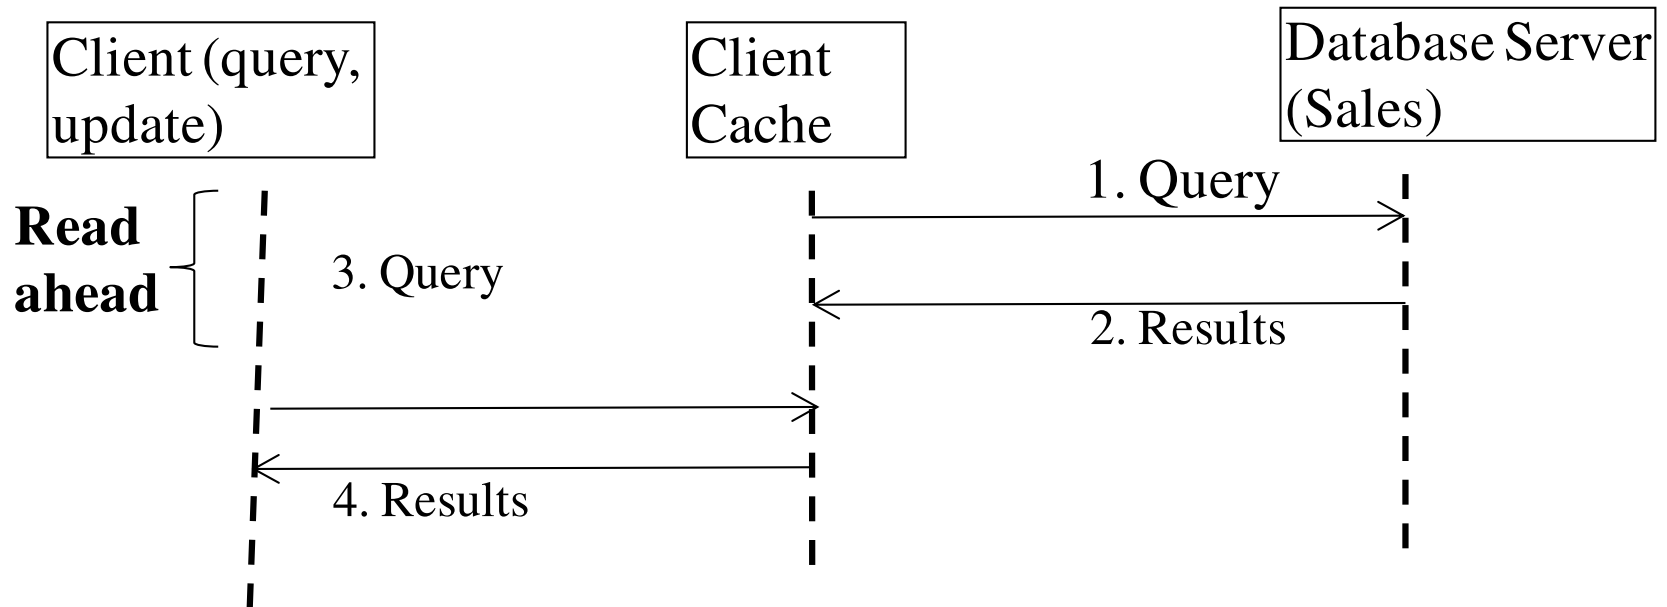 Client (query,
update)
Client
Cache
Database Server
(Sales)
1. Query
Read
ahead
3. Query
2. Results
4. Results